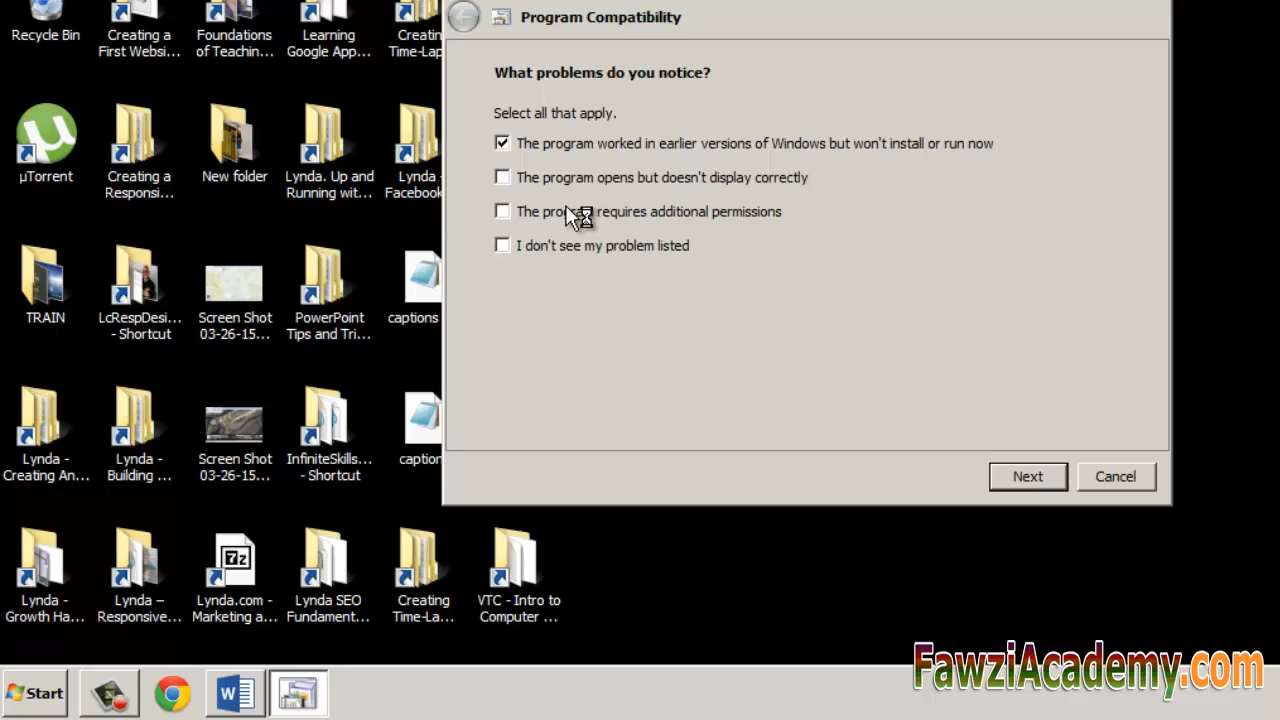 Program Compatibility
What problems do you notice?
Select all that apply.
The program worked in earlier versions of Windows but won't install or run now
The program opens but doesn't display correctly
The requires additional permissions
I don't see my problem listed
Next
Cancel
Recycle Bin
Creating a
First Websi...
Foundations
of Teachin...
Learning
Google App...
Creatin
Time-Lap
µTorrent
Creating a
Responsi...
New folder
Lynda. Up and
Running wit...
Lynda
Facebook
TRAIN
LcRespDesi...
- Shortcut
Screen Shot
03-26-15...
PowerPoint
Tips and Tri...
captions
Lynda -
Creating An...
Lynda -
Building ...
Screen Shot
03-26-15...
InfiniteSkills...
- Shortcut
caption
Lynda -
Growth Ha...
Lynda –
Responsive...
7z
Lynda.com -
Marketing a...
Lynda SEO
Fundament...
Creating
Time-La...
VTC - Intro to
Computer ...
Start
W
FawziAcademy.com